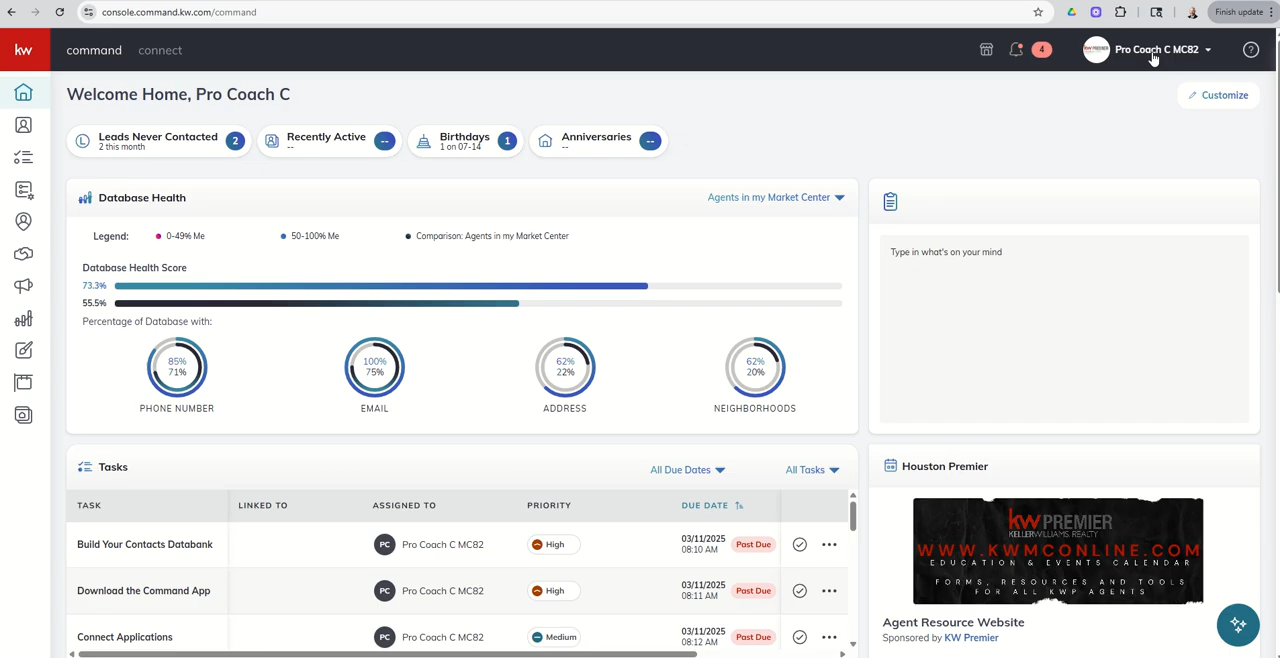 console.command.kw.com/command
Finish update
kw
command
connect
4
Pro Coach C MC82
Welcome Home, Pro Coach C
Customize
Leads Never Contacted
2 this month
2
Recently Active
--
--
Birthdays
1 on 07-14
1
Anniversaries
--
--
Database Health
Agents in my Market Center
Legend:
0-49% Me
50-100% Me
Comparison: Agents in my Market Center
Database Health Score
73.3%
55.5%
Percentage of Database with:
85%
71%
PHONE NUMBER
100%
75%
EMAIL
62%
22%
ADDRESS
62%
20%
NEIGHBORHOODS
Type in what's on your mind
Tasks
All Due Dates
All Tasks
TASK
LINKED TO
ASSIGNED TO
PRIORITY
DUE DATE
Build Your Contacts Databank
PC
Pro Coach C MC82
High
03/11/2025
08:10 AM
Past Due
Download the Command App
PC
Pro Coach C MC82
High
03/11/2025
08:11 AM
Past Due
Connect Applications
PC
Pro Coach C MC82
Medium
03/11/2025
08:12 AM
Past Due
Houston Premier
kw PREMIER
KELLERWILLIAMS. REALTY
WWW.KWMCONLINE.COM
EDUCATION & EVENTS CALENDAR
FORMS, RESOURCES AND TOOLS
FOR ALL KWP AGENTS
Agent Resource Website
Sponsored by KW Premier